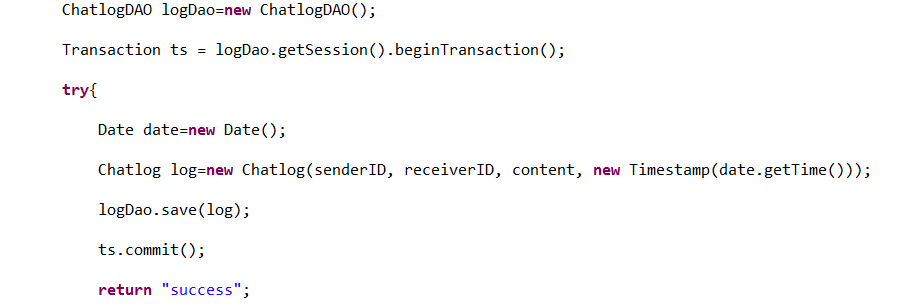 ChatlogDAO logDao=new ChatlogDAO();
Transaction ts = logDao.getSession().beginTransaction();
try{
Date date=new Date();
Chatlog log=new Chatlog(senderID, receiverID, content, new Timestamp(date.getTime()));
logDao.save(log);
ts.commit();
return "success";